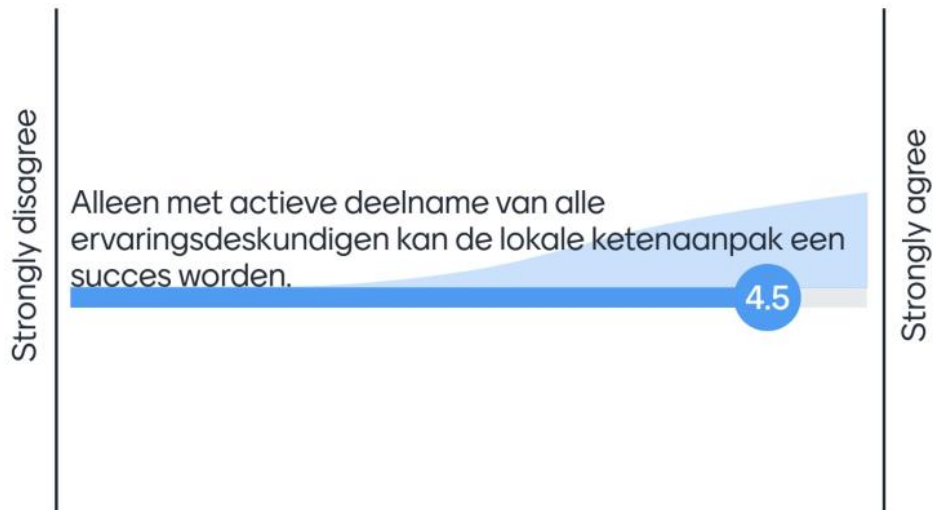 Strongly disagree
Alleen met actieve deelname van alle
ervaringsdeskundigen kan de lokale ketenaanpak een
succes worden.
4.5
Strongly agree